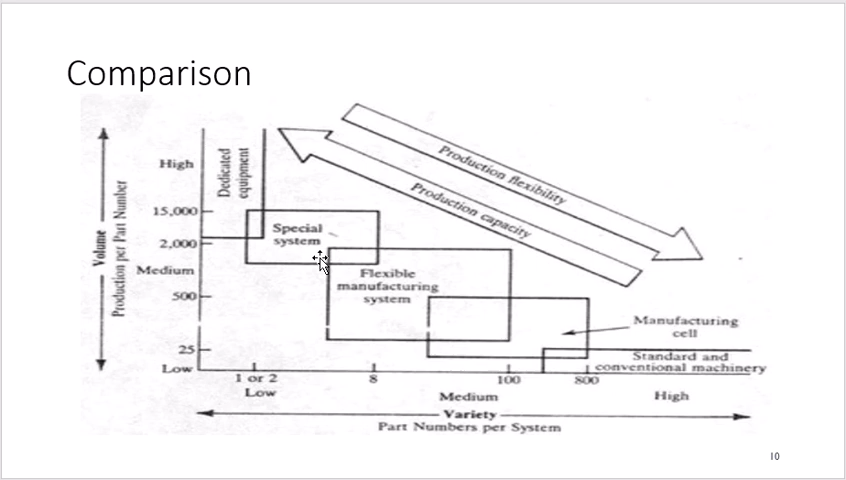 Comparison
Production flexibility
Production capacity
Volume
Production per Part Number
High
15,000
2,000
Medium
500
25
Low
Dedicated
equipment
Special
system
Flexible
manufacturing
system
Manufacturing
cell
Standard and
conventional machinery
1 or 2
8
100
800
Low
Medium
High
Variety
Part Numbers per System
10